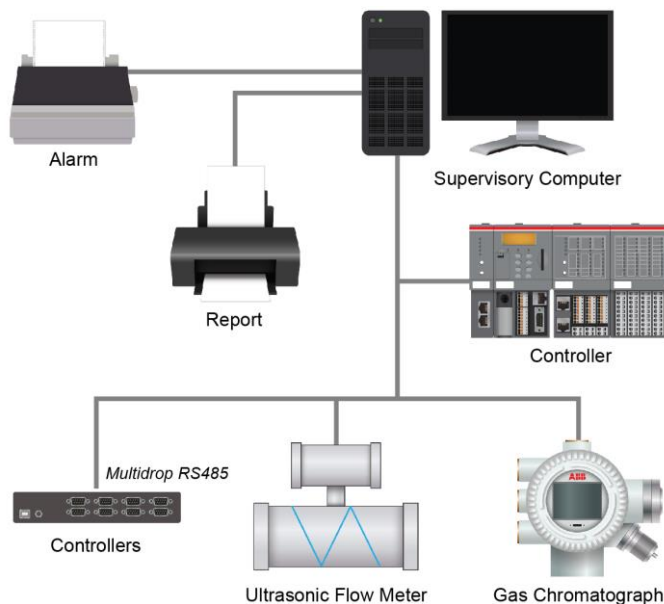 Alarm
Supervisory Computer
Report
Controller
Multidrop RS485
ABB
Controllers
Ultrasonic Flow Meter
Gas Chromatograph